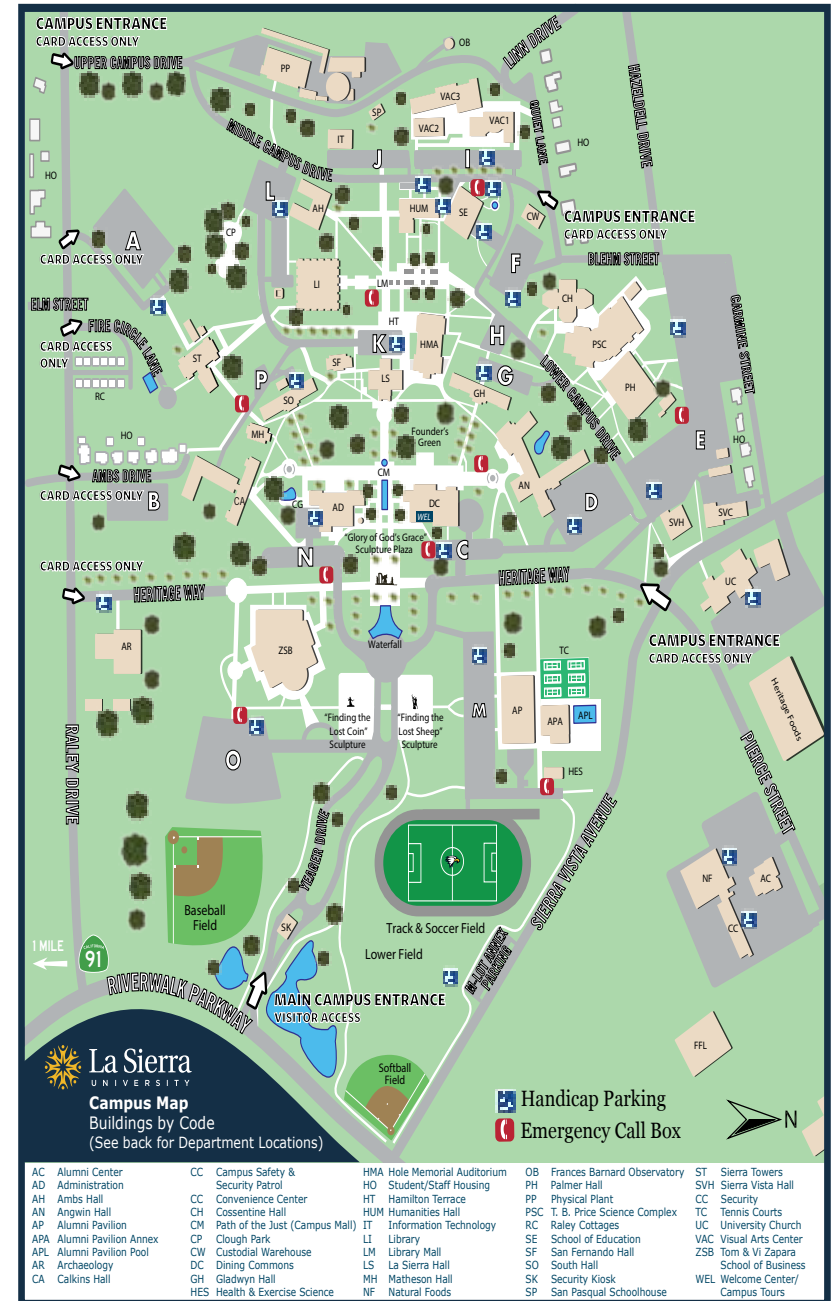 CAMPUS ENTRANCE
CARD ACCESS ONLY
UPPER CAMPUS DRIVE
PP
OB
LINN DRIVE
HAZELDELL DRIVE
QUIET LANE
VAC3
VAC2
VAC1
SP
IT
HO
MIDDLE CAMPUS DRIVE
J
I
HO
L
AH
HUM
SE
CW
CAMPUS ENTRANCE
CARD ACCESS ONLY
A
CARD ACCESS ONLY
CP
F
BLEHM STREET
LI
LM
CH
ELM STREET
FIRE CIRCLE LANE
CARD ACCESS
ONLY
HT
K
HMA
H
PSC
CARMINE STREET
ST
SF
LS
G
GH
LOWER CAMPUS DRIVE
PH
P
SO
RC
MH
Founder's
Green
E
HO
HO
AMBS DRIVE
CARD ACCESS ONLY
B
CA
CM
CG
AD
DC
WEL
AN
D
SVH
SVC
"Glory of God's Grace"
Sculpture Plaza
N
C
CARD ACCESS ONLY
HERITAGE WAY
HERITAGE WAY
UC
CAMPUS ENTRANCE
CARD ACCESS ONLY
AR
ZSB
Waterfall
TC
M
AP
APA
APL
Heritage Foods
"Finding the
Lost Coin"
Sculpture
"Finding the
Lost Sheep"
Sculpture
RALEY DRIVE
O
HES
PIERCE STREET
YEAGER DRIVE
SIERRA VISTA AVENUE
Baseball
Field
NF
AC
CC
Track & Soccer Field
SK
Lower Field
M-LOT ANNEX
PARKING
1 MILE
CALIFORNIA
91
RIVERWALK PARKWAY
MAIN CAMPUS ENTRANCE
VISITOR ACCESS
FFL
Softball
Field
La Sierra
UNIVERSITY
Campus Map
Buildings by Code
(See back for Department Locations)
Handicap Parking
Emergency Call Box
N
AC Alumni Center
AD Administration
AH Ambs Hall
AN Angwin Hall
AP Alumni Pavilion
APA Alumni Pavilion Annex
APL Alumni Pavilion Pool
AR Archaeology
CA Calkins Hall
CC Campus Safety &
Security Patrol
CC Convenience Center
CH Cossentine Hall
CM Path of the Just (Campus Mall)
CP Clough Park
CW Custodial Warehouse
DC Dining Commons
GH Gladwyn Hall
HES Health & Exercise Science
HMA Hole Memorial Auditorium
HO Student/Staff Housing
HT Hamilton Terrace
HUM Humanities Hall
IT Information Technology
LI Library
LM Library Mall
LS La Sierra Hall
MH Matheson Hall
NF Natural Foods
OB Frances Barnard Observatory
PH Palmer Hall
PP Physical Plant
PSC T. B. Price Science Complex
RC Raley Cottages
SE School of Education
SF San Fernando Hall
SO South Hall
SK Security Kiosk
SP San Pasqual Schoolhouse
ST Sierra Towers
SVH Sierra Vista Hall
CC Security
TC Tennis Courts
UC University Church
VAC Visual Arts Center
ZSB Tom & Vi Zapara
School of Business
WEL Welcome Center/
Campus Tours